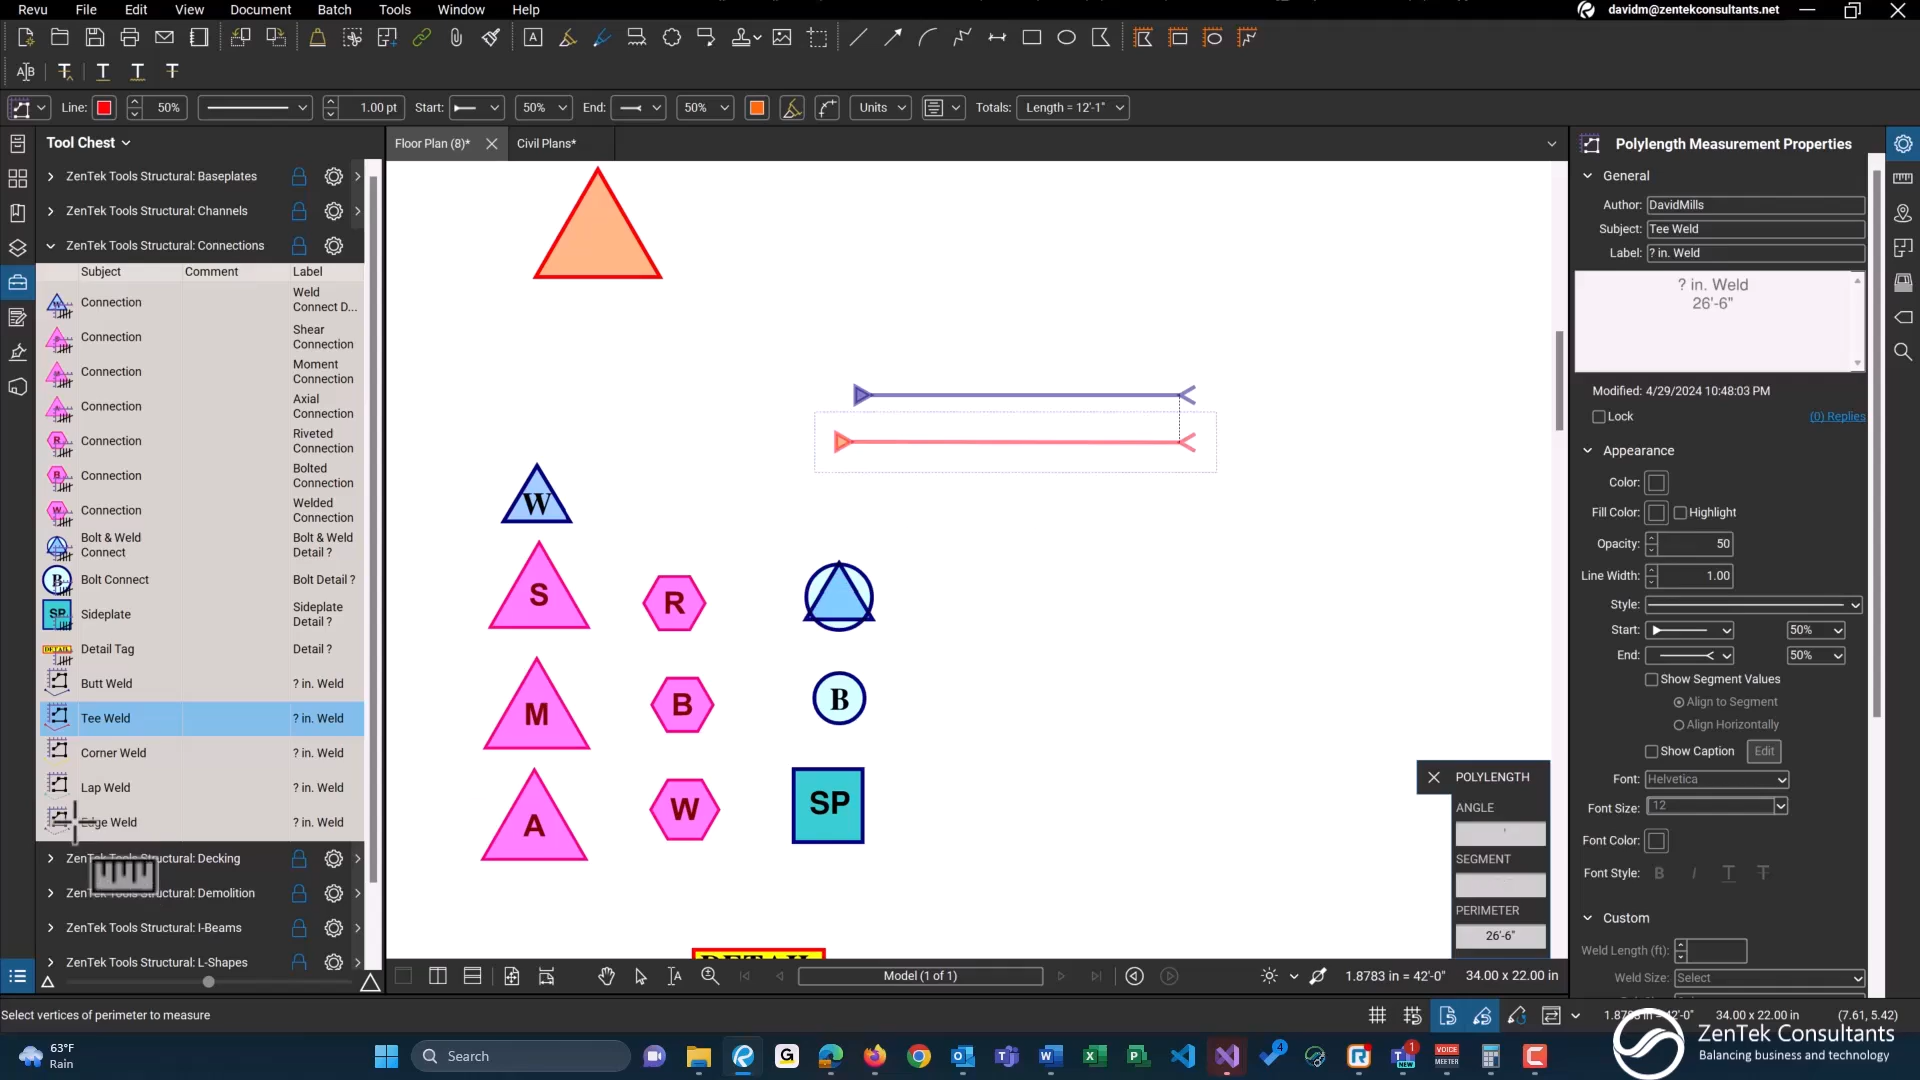 Revu File Edit View Document Batch Tools Window Help
davidm@zentekconsultants.net
Line: 50% 1.00 pt Start: 50% End: 50% Units Totals: Length = 12'-1"
Tool Chest
Floor Plan (8)* Civil Plans*
ZenTek Tools Structural: Baseplates
ZenTek Tools Structural: Channels
ZenTek Tools Structural: Connections
Subject Comment Label
Connection Weld Connect D...
Connection Shear Connection
Connection Moment Connection
Connection Axial Connection
Connection Riveted Connection
Connection Bolted Connection
Connection Welded Connection
Bolt & Weld Connect Bolt & Weld Detail ?
Bolt Connect Bolt Detail ?
Sideplate Sideplate Detail ?
Detail Tag Detail ?
Butt Weld ? in. Weld
Tee Weld ? in. Weld
Corner Weld ? in. Weld
Lap Weld ? in. Weld
Edge Weld ? in. Weld
ZenTek Tools Structural: Decking
ZenTek Tools Structural: Demolition
ZenTek Tools Structural: I-Beams
ZenTek Tools Structural: L-Shapes
W
S R
M B B
A W SP
DETAIL
POLYLENGTH
ANGLE
SEGMENT
PERIMETER
26'-6"
Polylength Measurement Properties
General
Author: DavidMills
Subject: Tee Weld
Label: ? in. Weld
? in. Weld
26'-6"
Modified: 4/29/2024 10:48:03 PM
Lock (0) Replies
Appearance
Color:
Fill Color: Highlight
Opacity: 50
Line Width: 1.00
Style:
Start: 50%
End: 50%
Show Segment Values
Align to Segment
Align Horizontally
Show Caption Edit
Font: Helvetica
Font Size: 12
Font Color:
Font Style: B I T T
Custom
Weld Length (ft):
Weld Size: Select
Model (1 of 1) 1.8783 in = 42'-0" 34.00 x 22.00 in
Select vertices of perimeter to measure
34.00 x 22.00 in (7.61, 5.42)
63°F
Rain
Search
ZenTek Consultants
Balancing business and technology